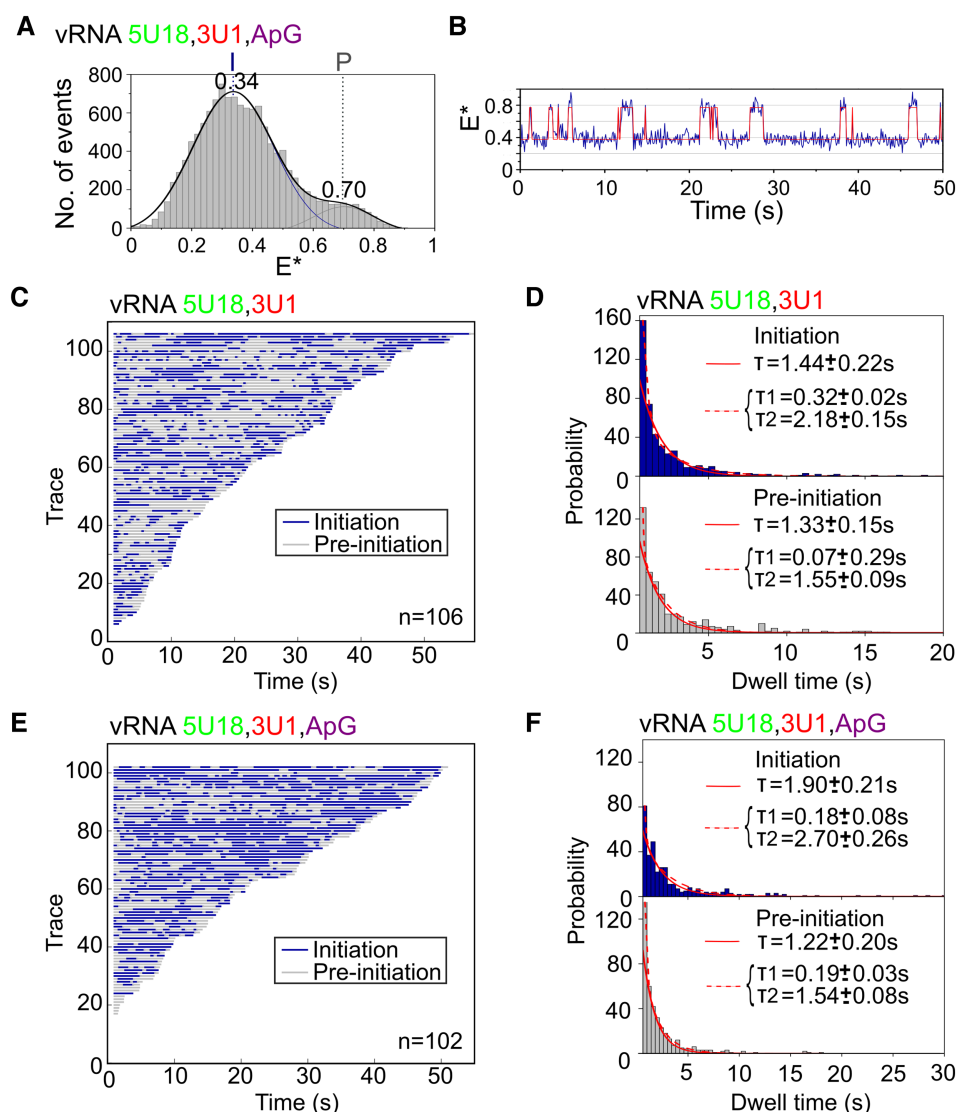 A
vRNA 5U18,3U1,ApG
I
P
0.34
0.70
800
600
400
200
0
No. of events
0
0.2
0.4
0.6
0.8
1
E*
B
E*
0.8
0.4
0
0
10
20
30
40
50
Time (s)
C
vRNA 5U18,3U1
100
80
60
40
20
0
Trace
Initiation
Pre-initiation
n=106
0
10
20
30
40
50
Time (s)
D
vRNA 5U18,3U1
160
120
80
40
0
Initiation
τ=1.44±0.22s
τ1=0.32±0.02s
τ2=2.18±0.15s
Probability
120
80
40
0
Pre-initiation
τ=1.33±0.15s
τ1=0.07±0.29s
τ2=1.55±0.09s
5
10
15
20
Dwell time (s)
E
vRNA 5U18,3U1,ApG
100
80
60
40
20
0
Trace
Initiation
Pre-initiation
n=102
0
10
20
30
40
50
Time (s)
F
vRNA 5U18,3U1,ApG
120
80
40
0
Initiation
τ=1.90±0.21s
τ1=0.18±0.08s
τ2=2.70±0.26s
Probability
120
80
40
0
Pre-initiation
τ=1.22±0.20s
τ1=0.19±0.03s
τ2=1.54±0.08s
5
10
15
20
25
30
Dwell time (s)